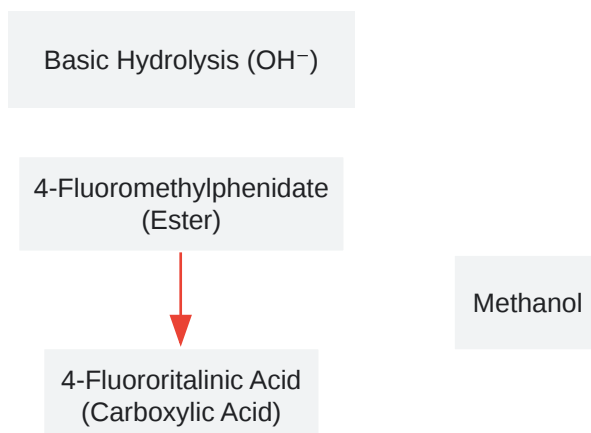 Basic Hydrolysis (OH⁻)
4-Fluoromethylphenidate
(Ester)
Methanol
4-Fluororitalinic Acid
(Carboxylic Acid)